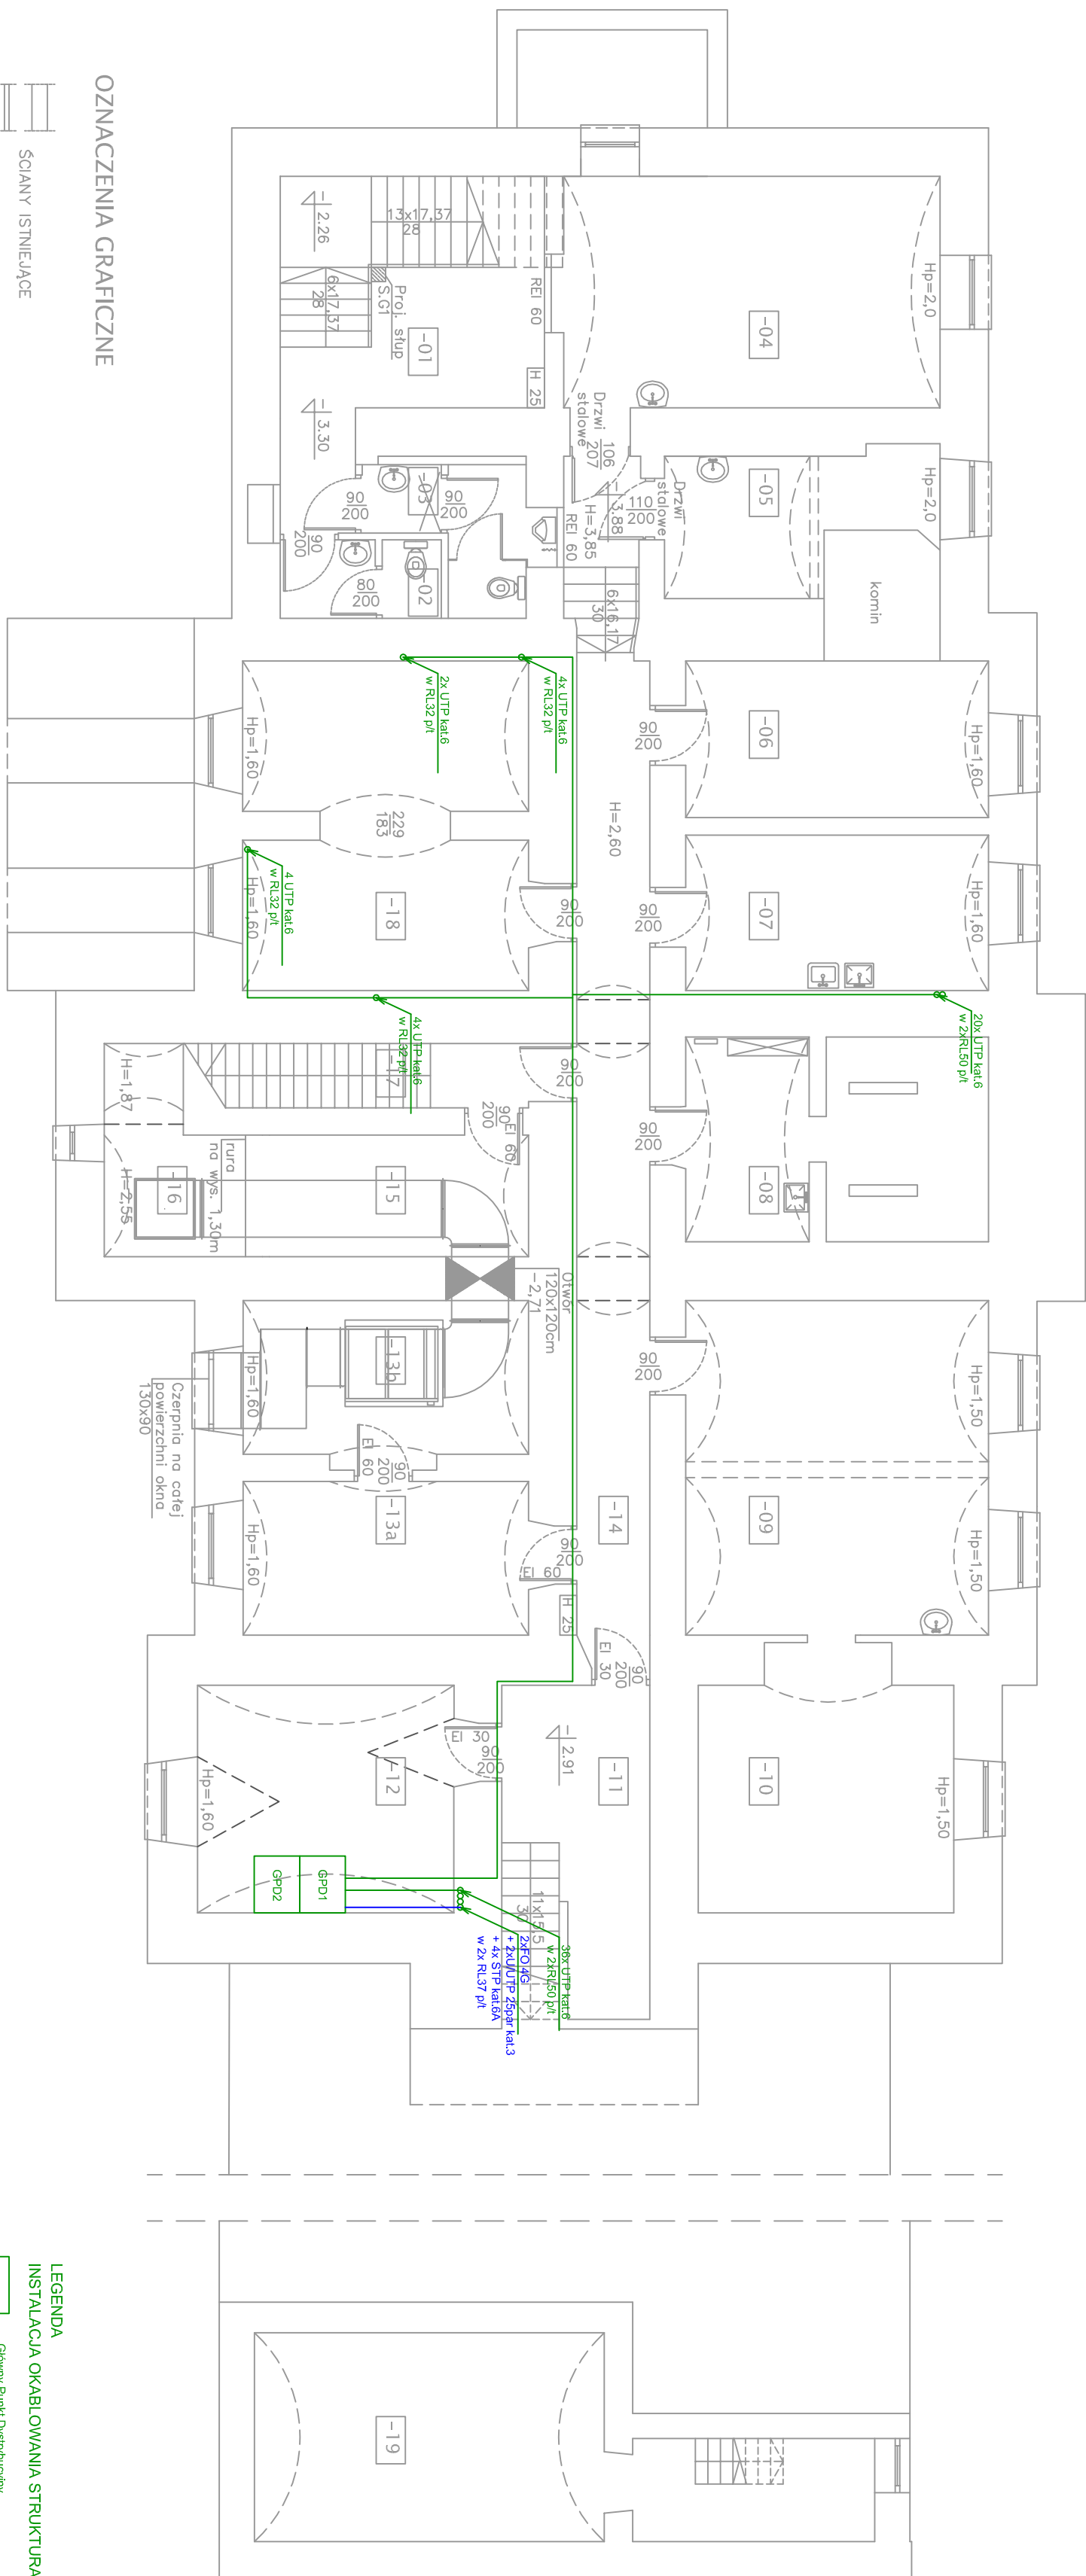 OZNACZENIA GRAFICZNE
ŚCIANY ISTNIEJĄCE
Hp=2,0
-04
Hp=2,0
-05
komin
Drzwi
stalowe
106
207
Drzwi
stalowe
110
200
-3.88
H=3,85
REI 60
H 25
REI 60
-01
Proj. słup
S.G1
13x17,37
28
-2.26
6x17,37
28
-3.30
-03
90
200
90
200
90
200
80
200
-02
6x16,17
30
Hp=1,60
-06
90
200
H=2,60
4x UTP kat.6
w RL32 p/t
2x UTP kat.6
w RL32 p/t
Hp=1,60
229
183
Hp=1,60
-07
90
200
90
200
-18
4 UTP kat.6
w RL32 p/t
Hp=1,60
20x UTP kat.6
w 2xRL50 p/t
4x UTP kat.6
w RL32 p/t
-17
90
200
90
200
-08
90
200
EI 60
-15
-16
H=1,87
H=2,55
rura
na wys. 1,30m
Otwór
120x120cm
-2,71
Hp=1,50
90
200
-13b
Hp=1,60
Czerpnia na całej
powierzchni okna
130x90
90
200
EI 60
Hp=1,50
-09
-14
90
200
EI 60
-13a
Hp=1,60
H 25
90
200
EI 30
Hp=1,50
-10
-11
-2.91
EI 30
90
200
-12
Hp=1,60
GPD1
GPD2
11x15,5
30
36x UTP kat.6
w 2xRL50 p/t
2xFO 4G
+ 2xU/UTP 25par kat.3
+ 4x STP kat.6A
w 2x RL37 p/t
-19
LEGENDA
INSTALACJA OKABLOWANIA STRUKTURA
Główny Punkt Dystrybucyjny